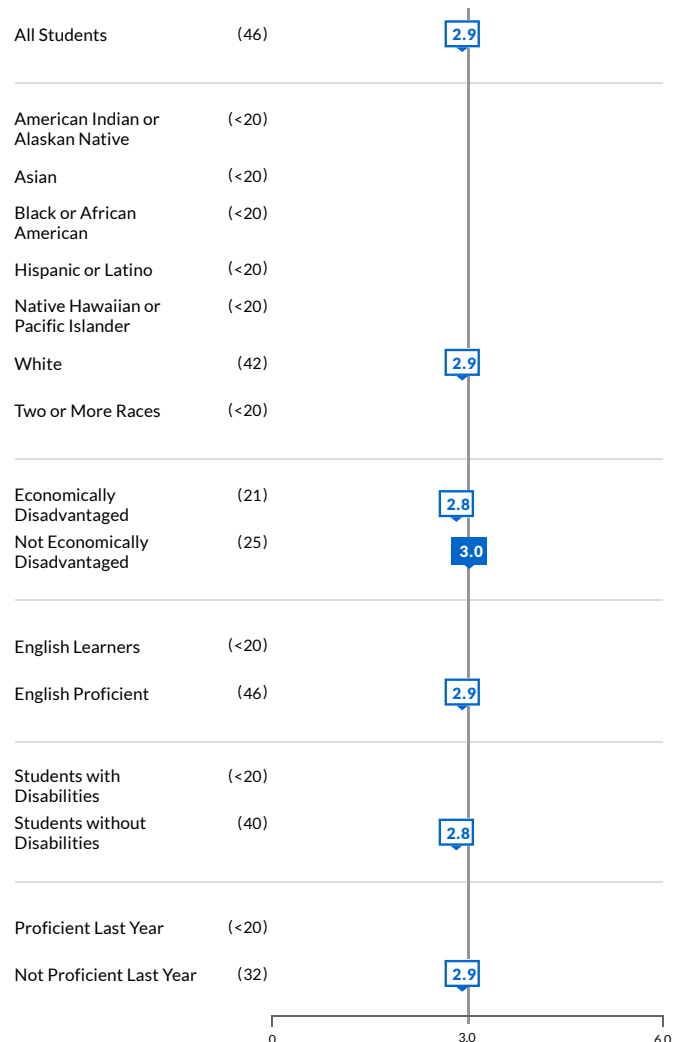 All Students (46) 2.9
American Indian or (<20)
Alaskan Native
Asian (<20)
Black or African (<20)
American
Hispanic or Latino (<20)
Native Hawaiian or (<20)
Pacific Islander
White (42) 2.9
Two or More Races (<20)
Economically (21) 2.8
Disadvantaged
Not Economically (25) 3.0
Disadvantaged
English Learners (<20)
English Proficient (46) 2.9
Students with (<20)
Disabilities
Students without (40) 2.8
Disabilities
Proficient Last Year (<20)
Not Proficient Last Year (32) 2.9
0 3.0 6.0